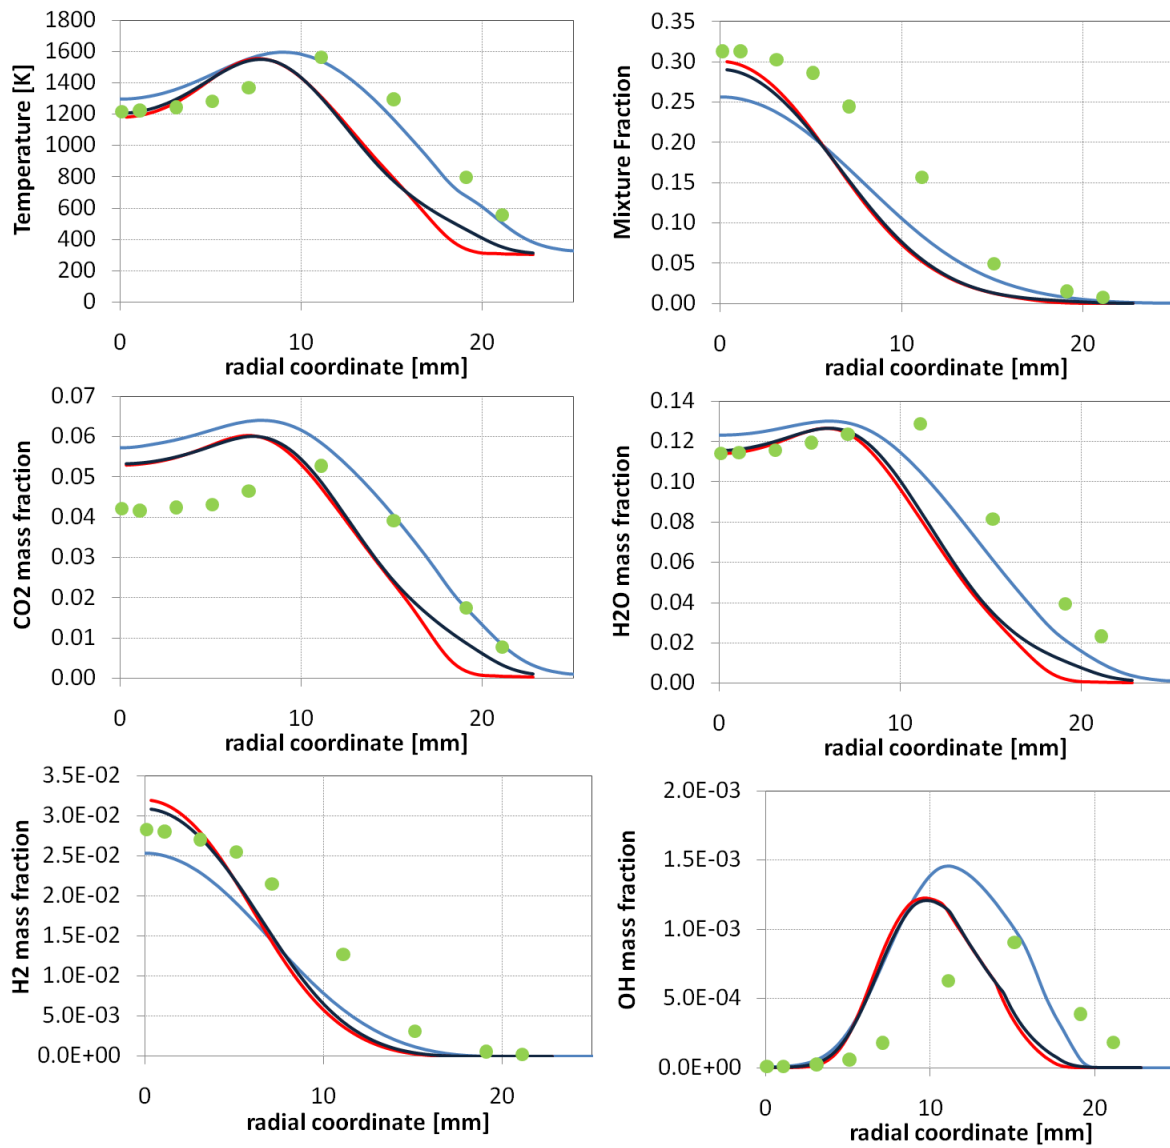 Temperature [K]
1800
1600
1400
1200
1000
800
600
400
200
0
0
10
20
radial coordinate [mm]
Mixture Fraction
0.35
0.30
0.25
0.20
0.15
0.10
0.05
0.00
0
10
20
radial coordinate [mm]
CO2 mass fraction
0.07
0.06
0.05
0.04
0.03
0.02
0.01
0.00
0
10
20
radial coordinate [mm]
H2O mass fraction
0.14
0.12
0.10
0.08
0.06
0.04
0.02
0.00
0
10
20
radial coordinate [mm]
H2 mass fraction
3.5E-02
3.0E-02
2.5E-02
2.0E-02
1.5E-02
1.0E-02
5.0E-03
0.0E+00
0
10
20
radial coordinate [mm]
OH mass fraction
2.0E-03
1.5E-03
1.0E-03
5.0E-04
0.0E+00
0
10
20
radial coordinate [mm]